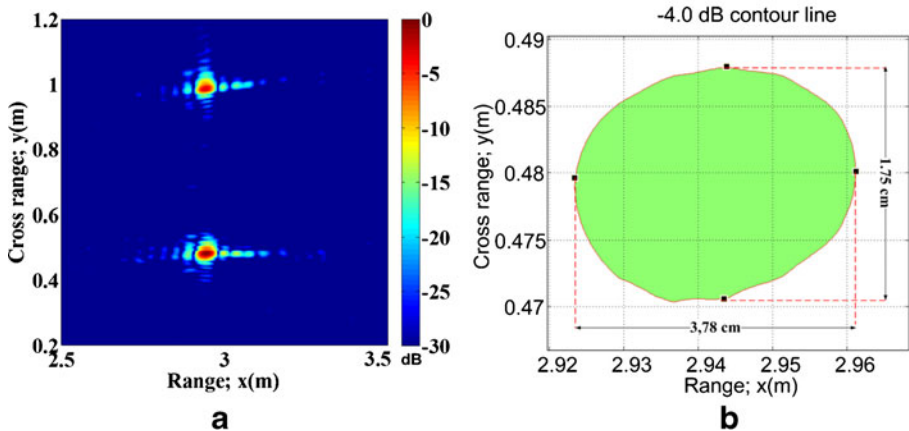 -4.0 dB contour line
1.2
1
0.8
0.6
0.4
0.2
Cross range; y(m)
2.5
3
3.5
Range; x(m)
0
-5
-10
-15
-20
-25
-30
dB
a
0.49
0.485
0.48
0.475
0.47
Cross range; y(m)
1.75 cm
3,78 cm
2.92
2.93
2.94
2.95
2.96
Range; x(m)
b